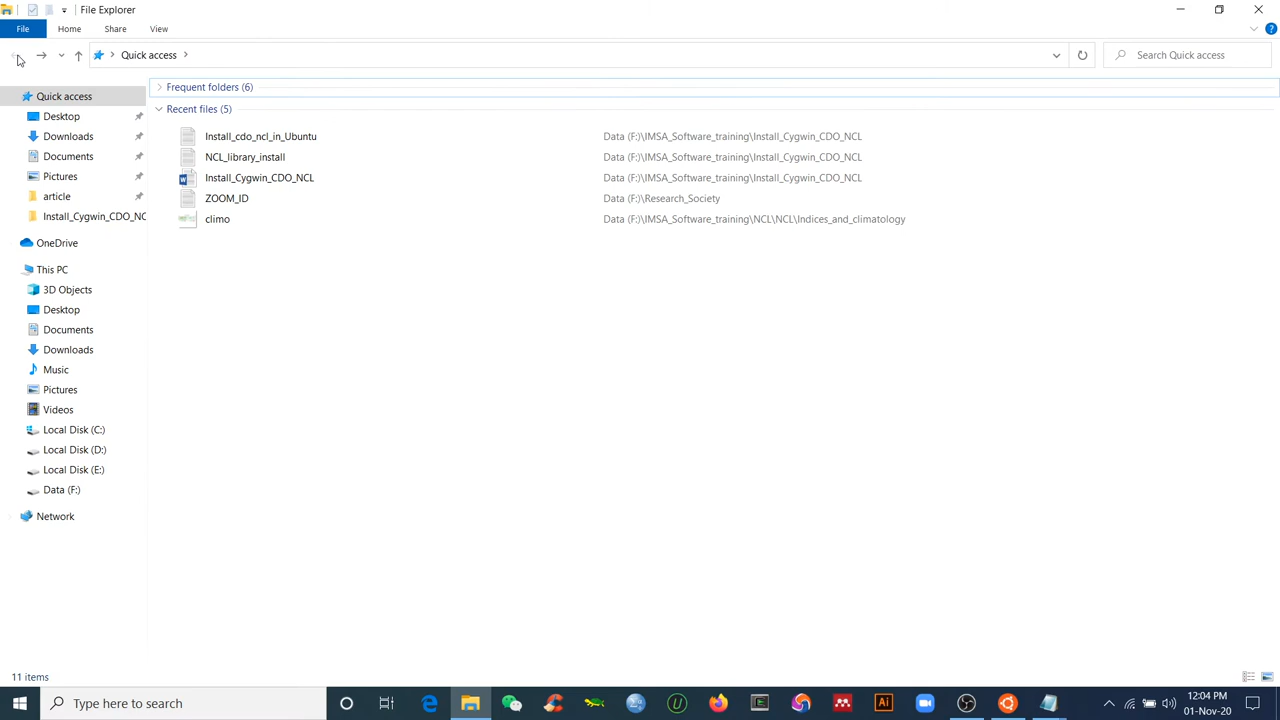 File Explorer
File Home Share View
Quick access
Search Quick access
Quick access
Desktop
Downloads
Documents
Pictures
article
Install_Cygwin_CDO_NC
OneDrive
This PC
3D Objects
Desktop
Documents
Downloads
Music
Pictures
Videos
Local Disk (C:)
Local Disk (D:)
Local Disk (E:)
Data (F:)
Network
Frequent folders (6)
Recent files (5)
Install_cdo_ncl_in_Ubuntu Data (F:)\IMSA_Software_training\Install_Cygwin_CDO_NCL
NCL_library_install Data (F:)\IMSA_Software_training\Install_Cygwin_CDO_NCL
Install_Cygwin_CDO_NCL Data (F:)\IMSA_Software_training\Install_Cygwin_CDO_NCL
ZOOM_ID Data (F:)\Research_Society
climo Data (F:)\IMSA_Software_training\NCL\NCL\Indices_and_climatology
11 items
Type here to search
Ai
12:04 PM
01-Nov-20